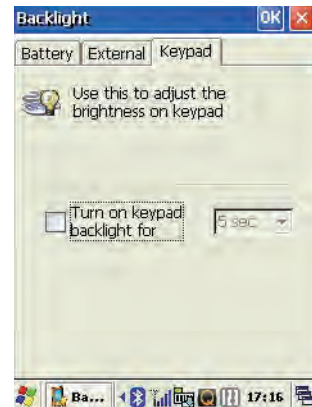 Backlight OK
Battery External Keypad
Use this to adjust the
brightness on keypad
Turn on keypad 5 sec
backlight for
Ba... 17:16